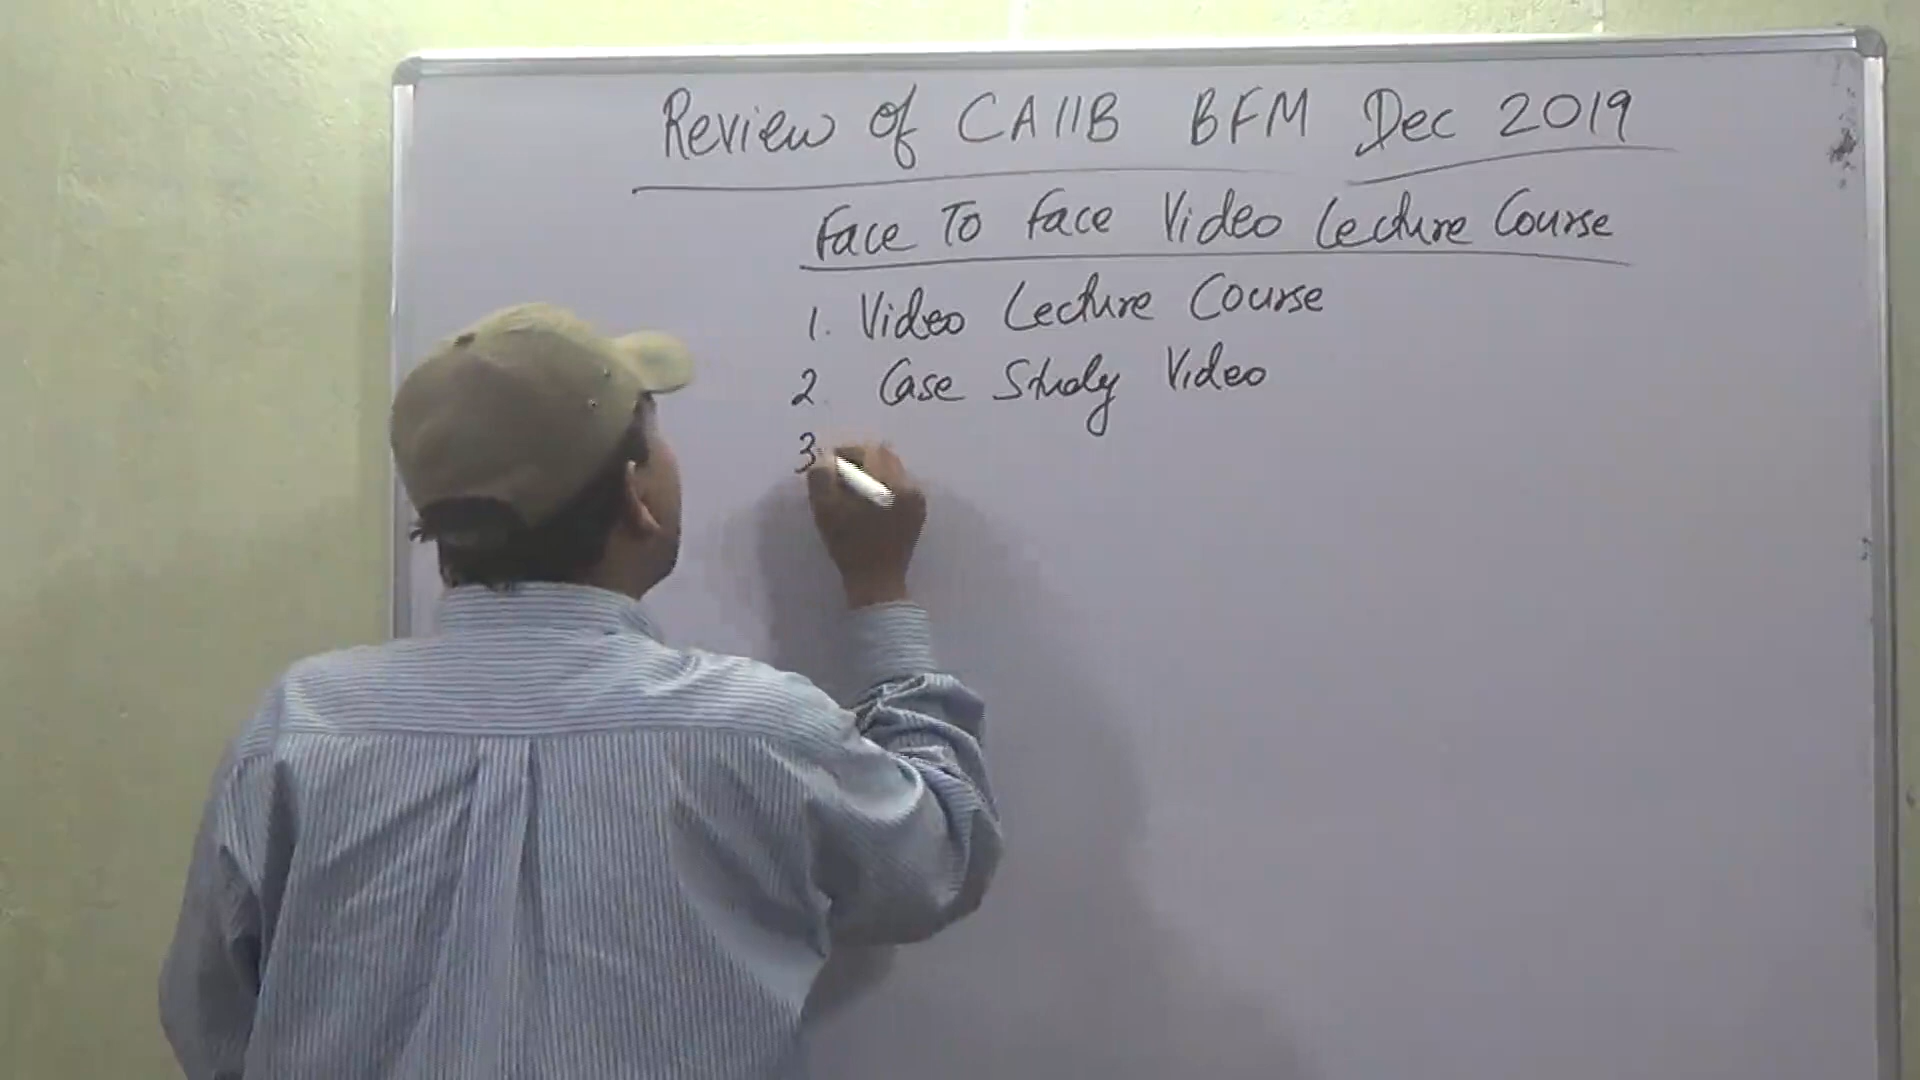 Review of CAIIB BFM Dec 2019
Face To Face Video Lecture Course
1. Video Lecture Course
2. Case Study Video
3